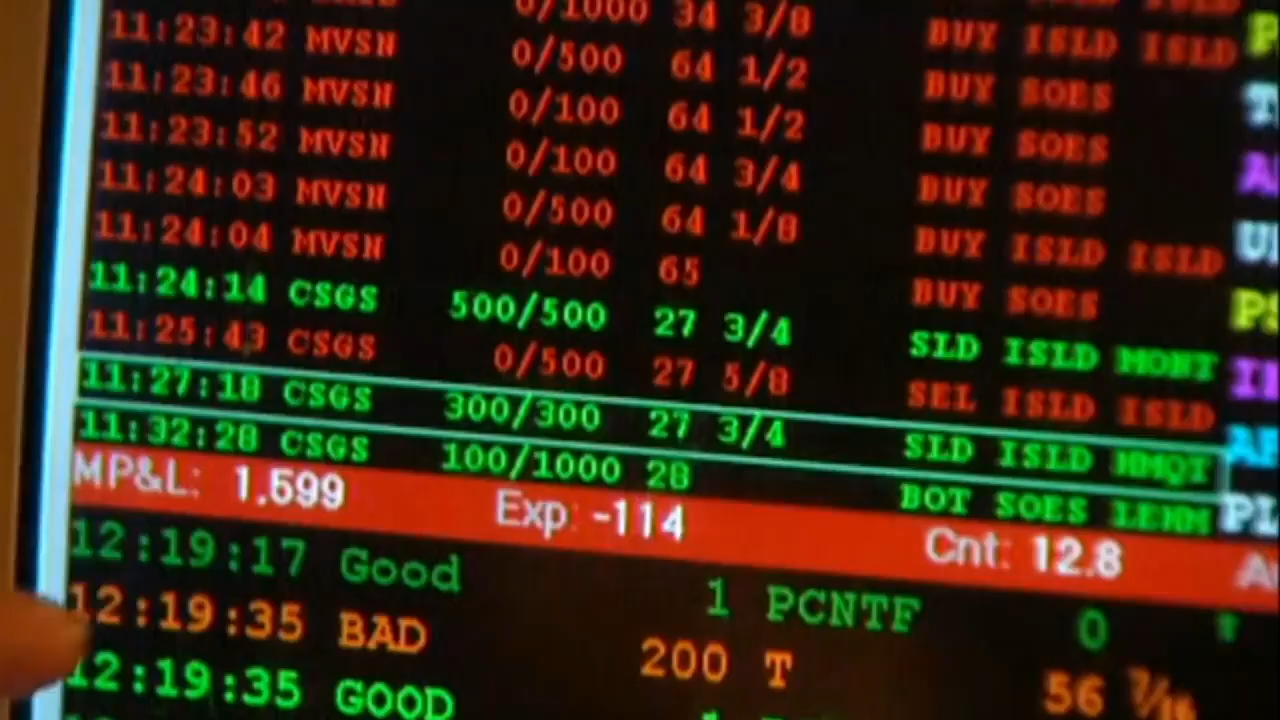 0/1000 34 3/8 BUY ISLD ISLD
11:23:42 MVSN 0/500 64 1/2 BUY SOES
11:23:46 MVSN 0/100 64 1/2 BUY SOES
11:23:52 MVSN 0/100 64 3/4 BUY SOES
11:24:03 MVSN 0/500 64 1/8 BUY ISLD ISLD
11:24:04 MVSN 0/100 65 BUY SOES
11:24:14 CSGS 500/500 27 3/4 SLD ISLD MONT
11:25:43 CSGS 0/500 27 5/8 SEL ISLD ISLD
11:27:18 CSGS 300/300 27 3/4 SLD ISLD
11:32:28 CSGS 100/1000 28 BOT SOES LEHM
MP&L: 1,599 Exp: -114 Cnt: 12.8
12:19:17 Good 1 PCNTF 0
12:19:35 BAD 200 T 56 7/16
12:19:35 GOOD